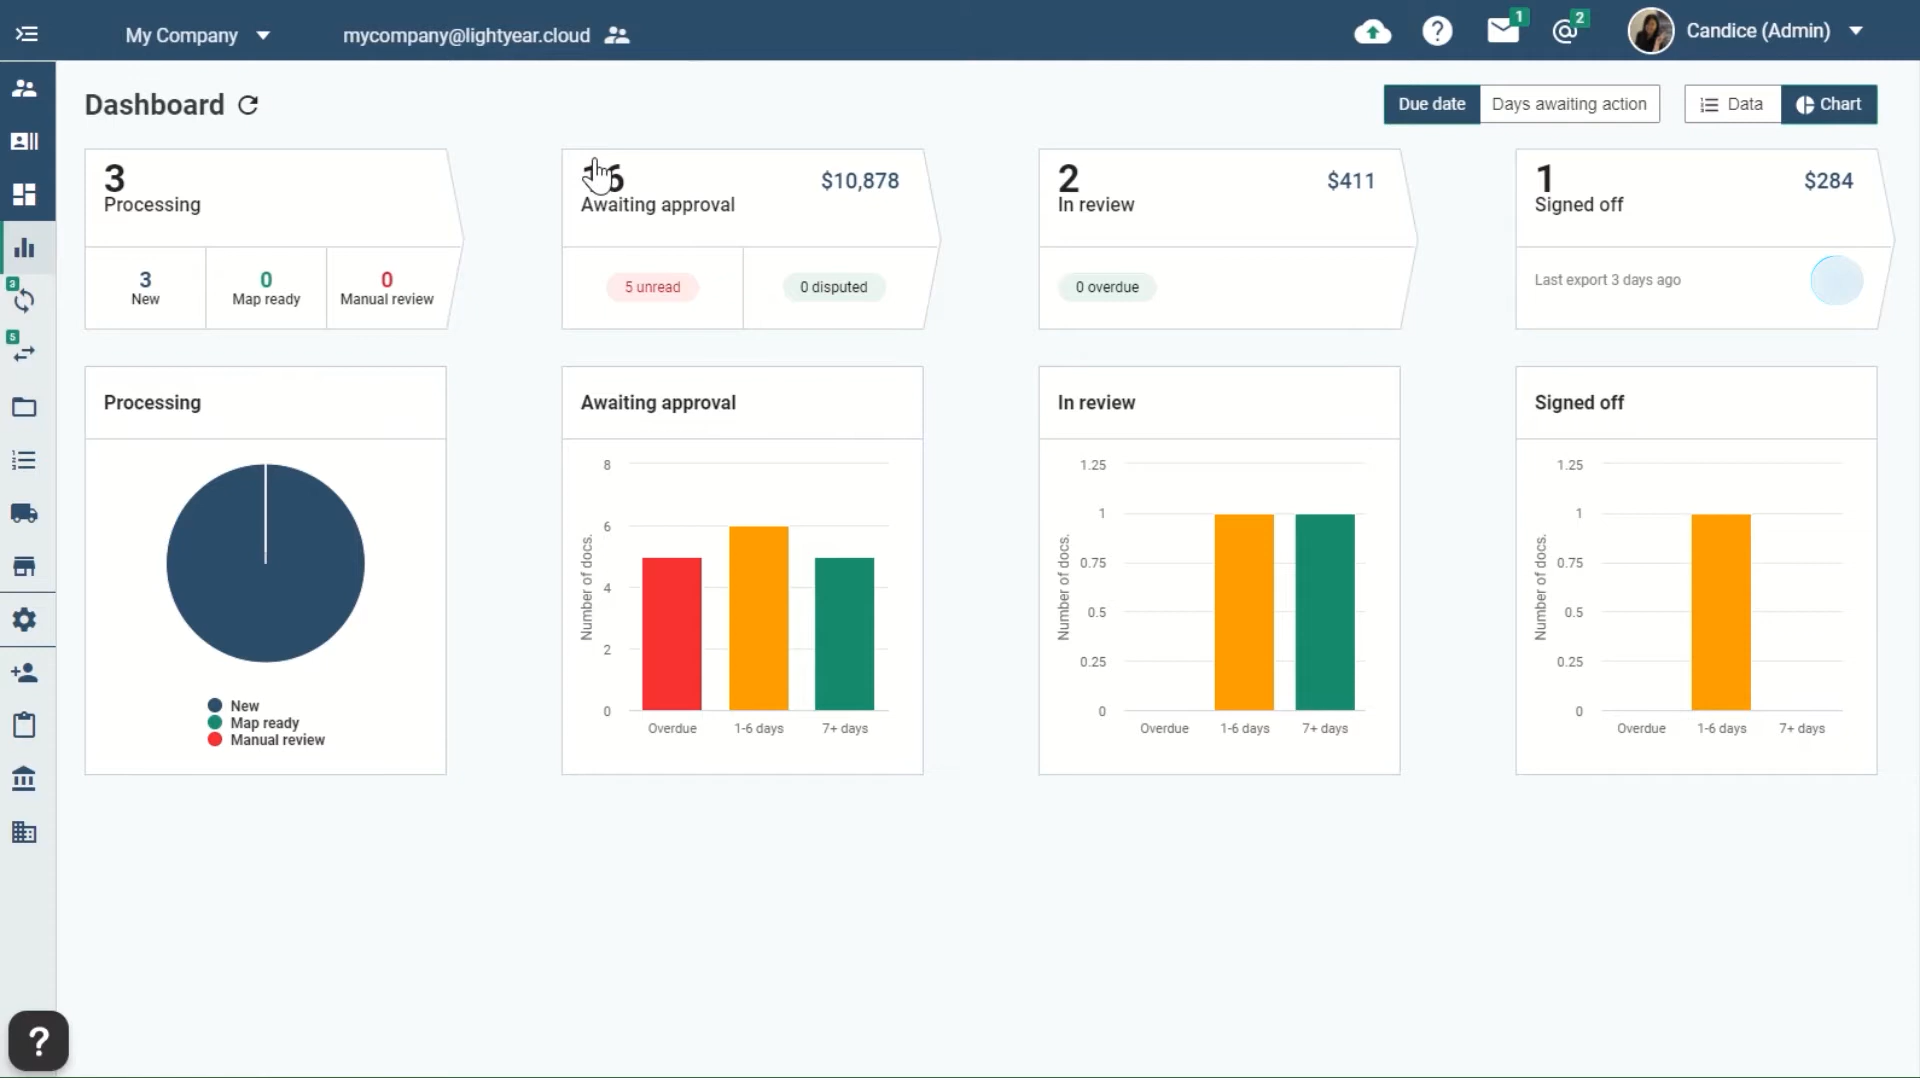 My Company
mycompany@lightyear.cloud
1
2
Candice (Admin)
Dashboard
Due date
Days awaiting action
Data
Chart
3
Processing
3
New
0
Map ready
0
Manual review
$10,878
Awaiting approval
5 unread
0 disputed
2
$411
In review
0 overdue
1
$284
Signed off
Last export 3 days ago
3
5
Processing
New
Map ready
Manual review
Awaiting approval
Number of docs.
8
6
4
2
0
Overdue
1-6 days
7+ days
In review
Number of docs.
1.25
1
0.75
0.5
0.25
0
Overdue
1-6 days
7+ days
Signed off
Number of docs.
1.25
1
0.75
0.5
0.25
0
Overdue
1-6 days
7+ days
?